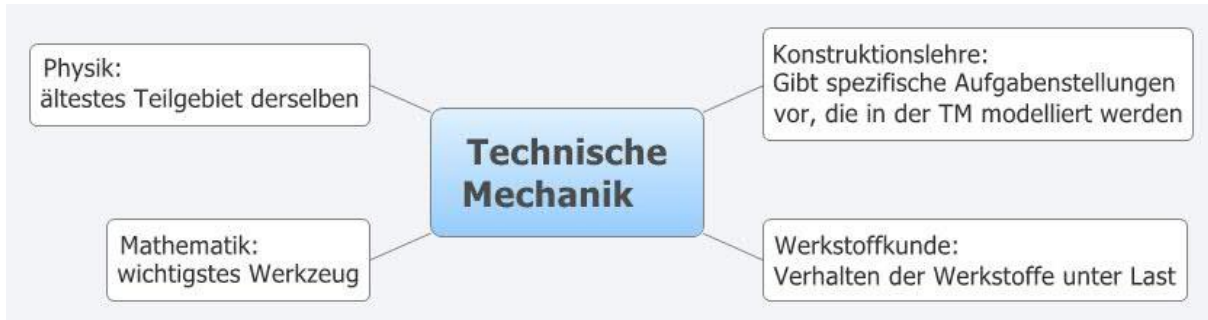 Physik:
ältestes Teilgebiet derselben
Konstruktionslehre:
Gibt spezifische Aufgabenstellungen
vor, die in der TM modelliert werden
Technische
Mechanik
Mathematik:
wichtigstes Werkzeug
Werkstoffkunde:
Verhalten der Werkstoffe unter Last